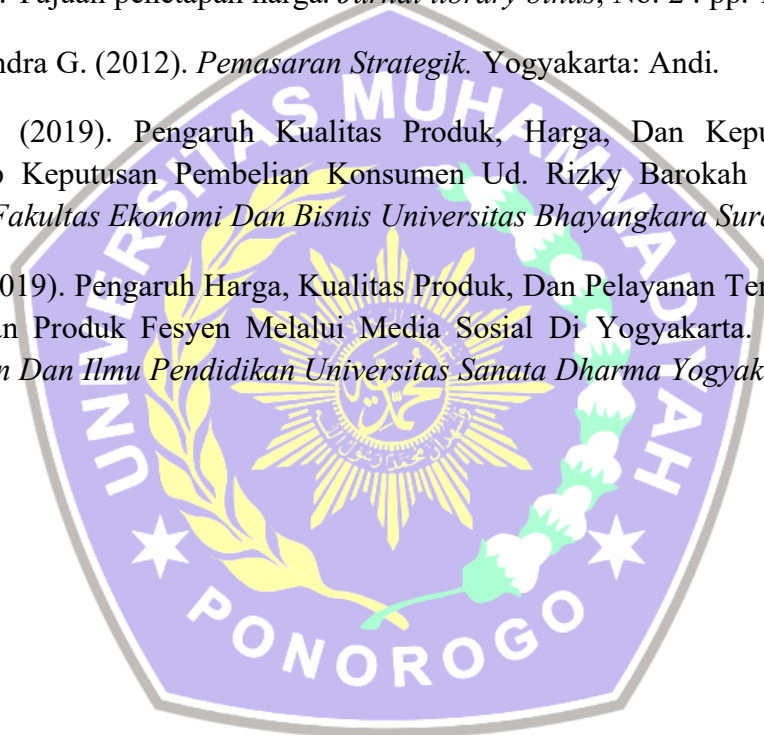 . Tujuan penetapan harga. Jurnal library binus, No. 2 . pp. 1
ndra G. (2012). Pemasaran Strategik. Yogyakarta: Andi.
(2019). Pengaruh Kualitas Produk, Harga, Dan Kepu
o Keputusan Pembelian Konsumen Ud. Rizky Barokah
Fakultas Ekonomi Dan Bisnis Universitas Bhayangkara Sura
019). Pengaruh Harga, Kualitas Produk, Dan Pelayanan Ter
an Produk Fesyen Melalui Media Sosial Di Yogyakarta.
n Dan Ilmu Pendidikan Universitas Sanata Dharma Yogyak
UNIVERSITAS MUHAMMADIYAH
PONOROGO